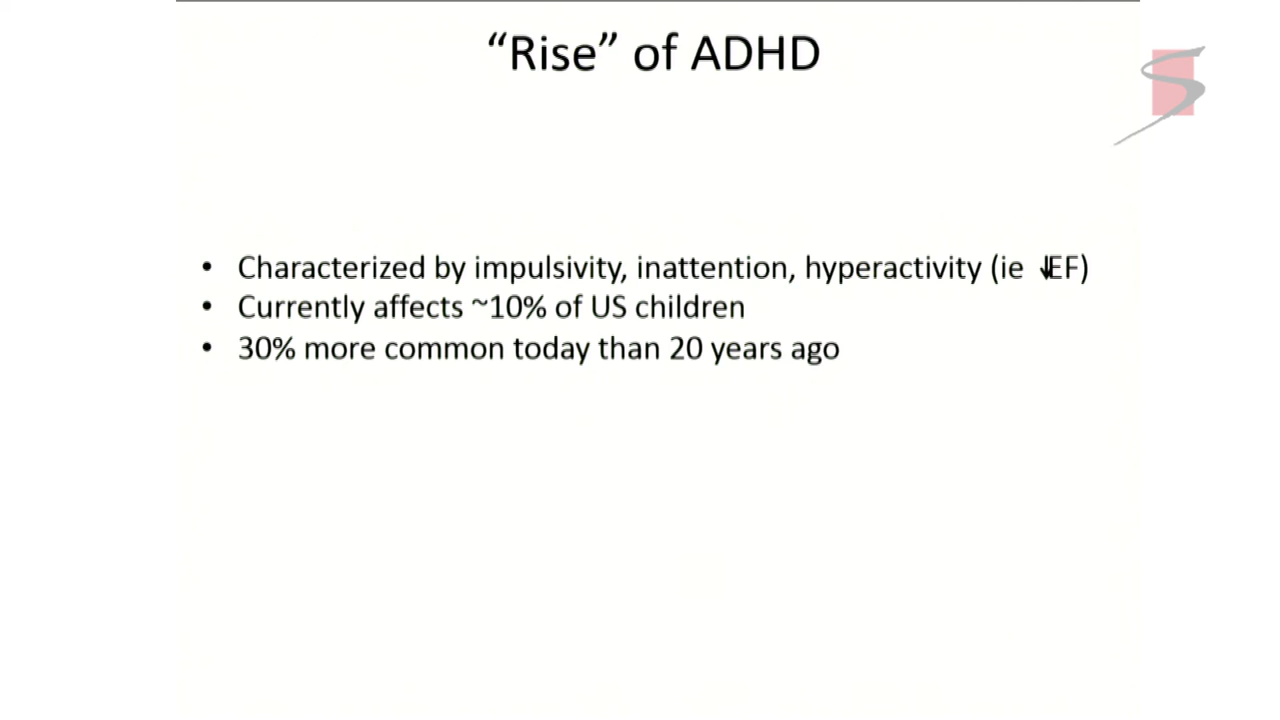 “Rise” of ADHD
• Characterized by impulsivity, inattention, hyperactivity (ie ↓EF)
• Currently affects ~10% of US children
• 30% more common today than 20 years ago